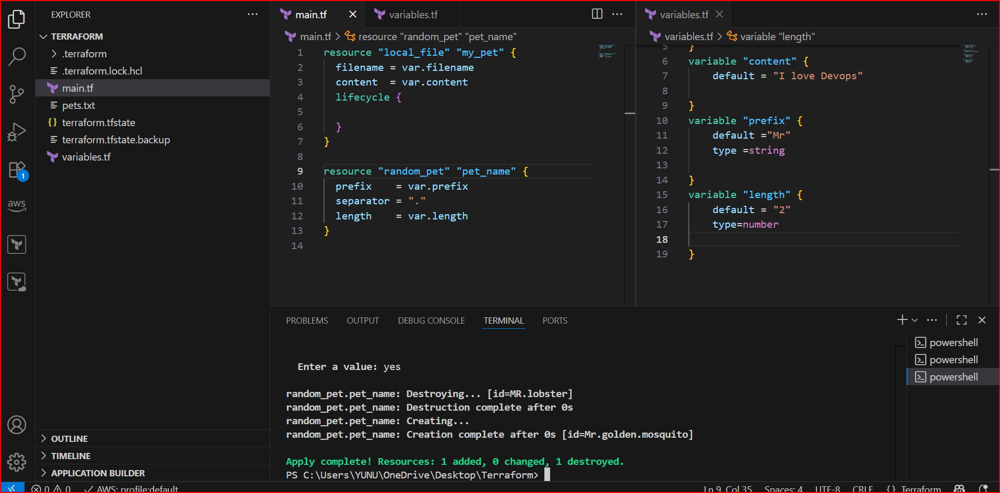 EXPLORER
TERRAFORM
.terraform
.terraform.lock.hcl
main.tf
pets.txt
terraform.tfstate
terraform.tfstate.backup
variables.tf
1
aws
OUTLINE
TIMELINE
APPLICATION BUILDER
main.tf
variables.tf
main.tf > resource "random_pet" "pet_name"
1 resource "local_file" "my_pet" {
2 filename = var.filename
3 content  = var.content
4 lifecycle {
5
6 }
7 }
8
9 resource "random_pet" "pet_name" {
10 prefix    = var.prefix
11 separator = "."
12 length    = var.length
13 }
14
variables.tf
variables.tf > variable "length"
5 }
6 variable "content" {
7 default = "I love Devops"
8
9 }
10 variable "prefix" {
11 default ="Mr"
12 type =string
13
14 }
15 variable "length" {
16 default = "2"
17 type=number
18
19 }
PROBLEMS OUTPUT DEBUG CONSOLE TERMINAL PORTS
Enter a value: yes
random_pet.pet_name: Destroying... [id=MR.lobster]
random_pet.pet_name: Destruction complete after 0s
random_pet.pet_name: Creating...
random_pet.pet_name: Creation complete after 0s [id=Mr.golden.mosquito]
Apply complete! Resources: 1 added, 0 changed, 1 destroyed.
PS C:\Users\YUNU\OneDrive\Desktop\Terraform>
powershell
powershell
powershell
0 0 AWS: profile:default Ln 9, Col 35 Spaces: 4 UTF-8 CRLF {} Terraform